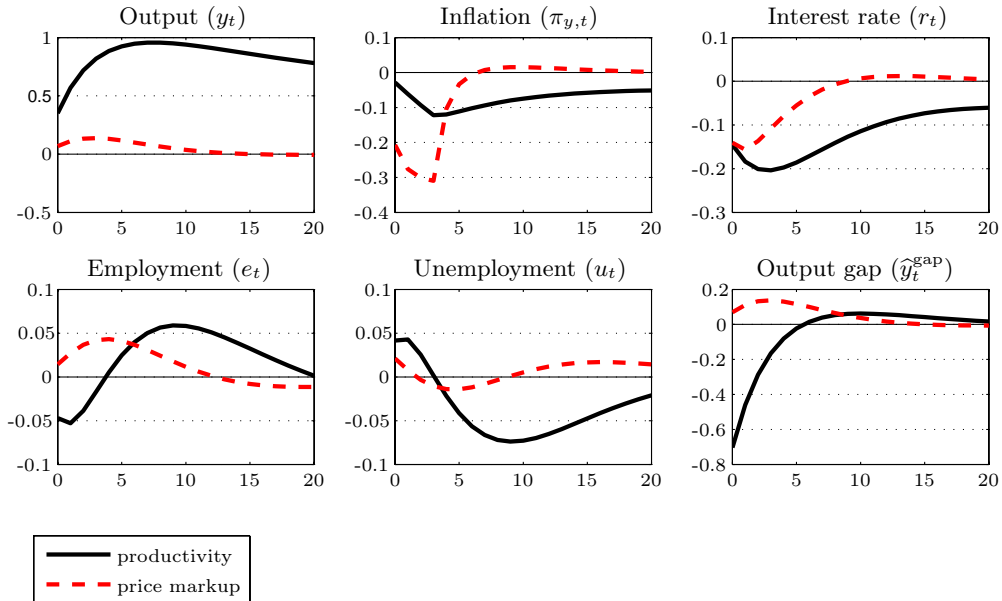 Output (y_t)
1
0.5
0
-0.5
0 5 10 15 20
Inflation (π_{y,t})
0.1
0
-0.1
-0.2
-0.3
-0.4
0 5 10 15 20
Interest rate (r_t)
0.1
0
-0.1
-0.2
-0.3
0 5 10 15 20
Employment (e_t)
0.1
0.05
0
-0.05
-0.1
0 5 10 15 20
Unemployment (u_t)
0.1
0.05
0
-0.05
-0.1
0 5 10 15 20
Output gap (ŷ_t^{gap})
0.2
0
-0.2
-0.4
-0.6
-0.8
0 5 10 15 20
productivity
price markup